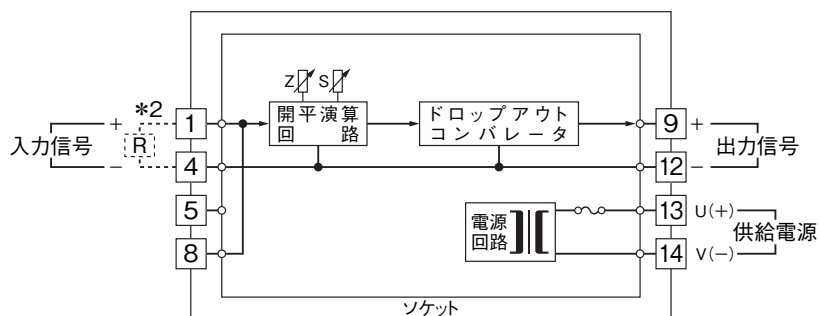 入力信号
+
−
*2
R
1
4
5
8
Z
S
開平演算
回路
ドロップアウト
コンパレータ
電源
回路
9
+
12
−
出力信号
13
U(+)
14
V(−)
供給電源
ソケット